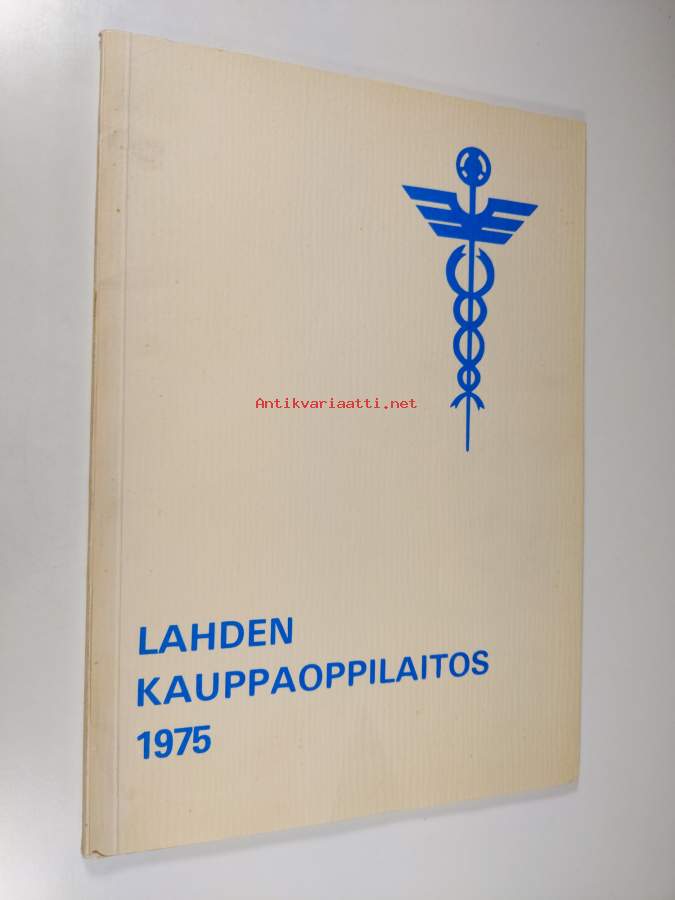 Antikvariaatti.net
LAHDEN
KAUPPAOPPILAITOS
1975